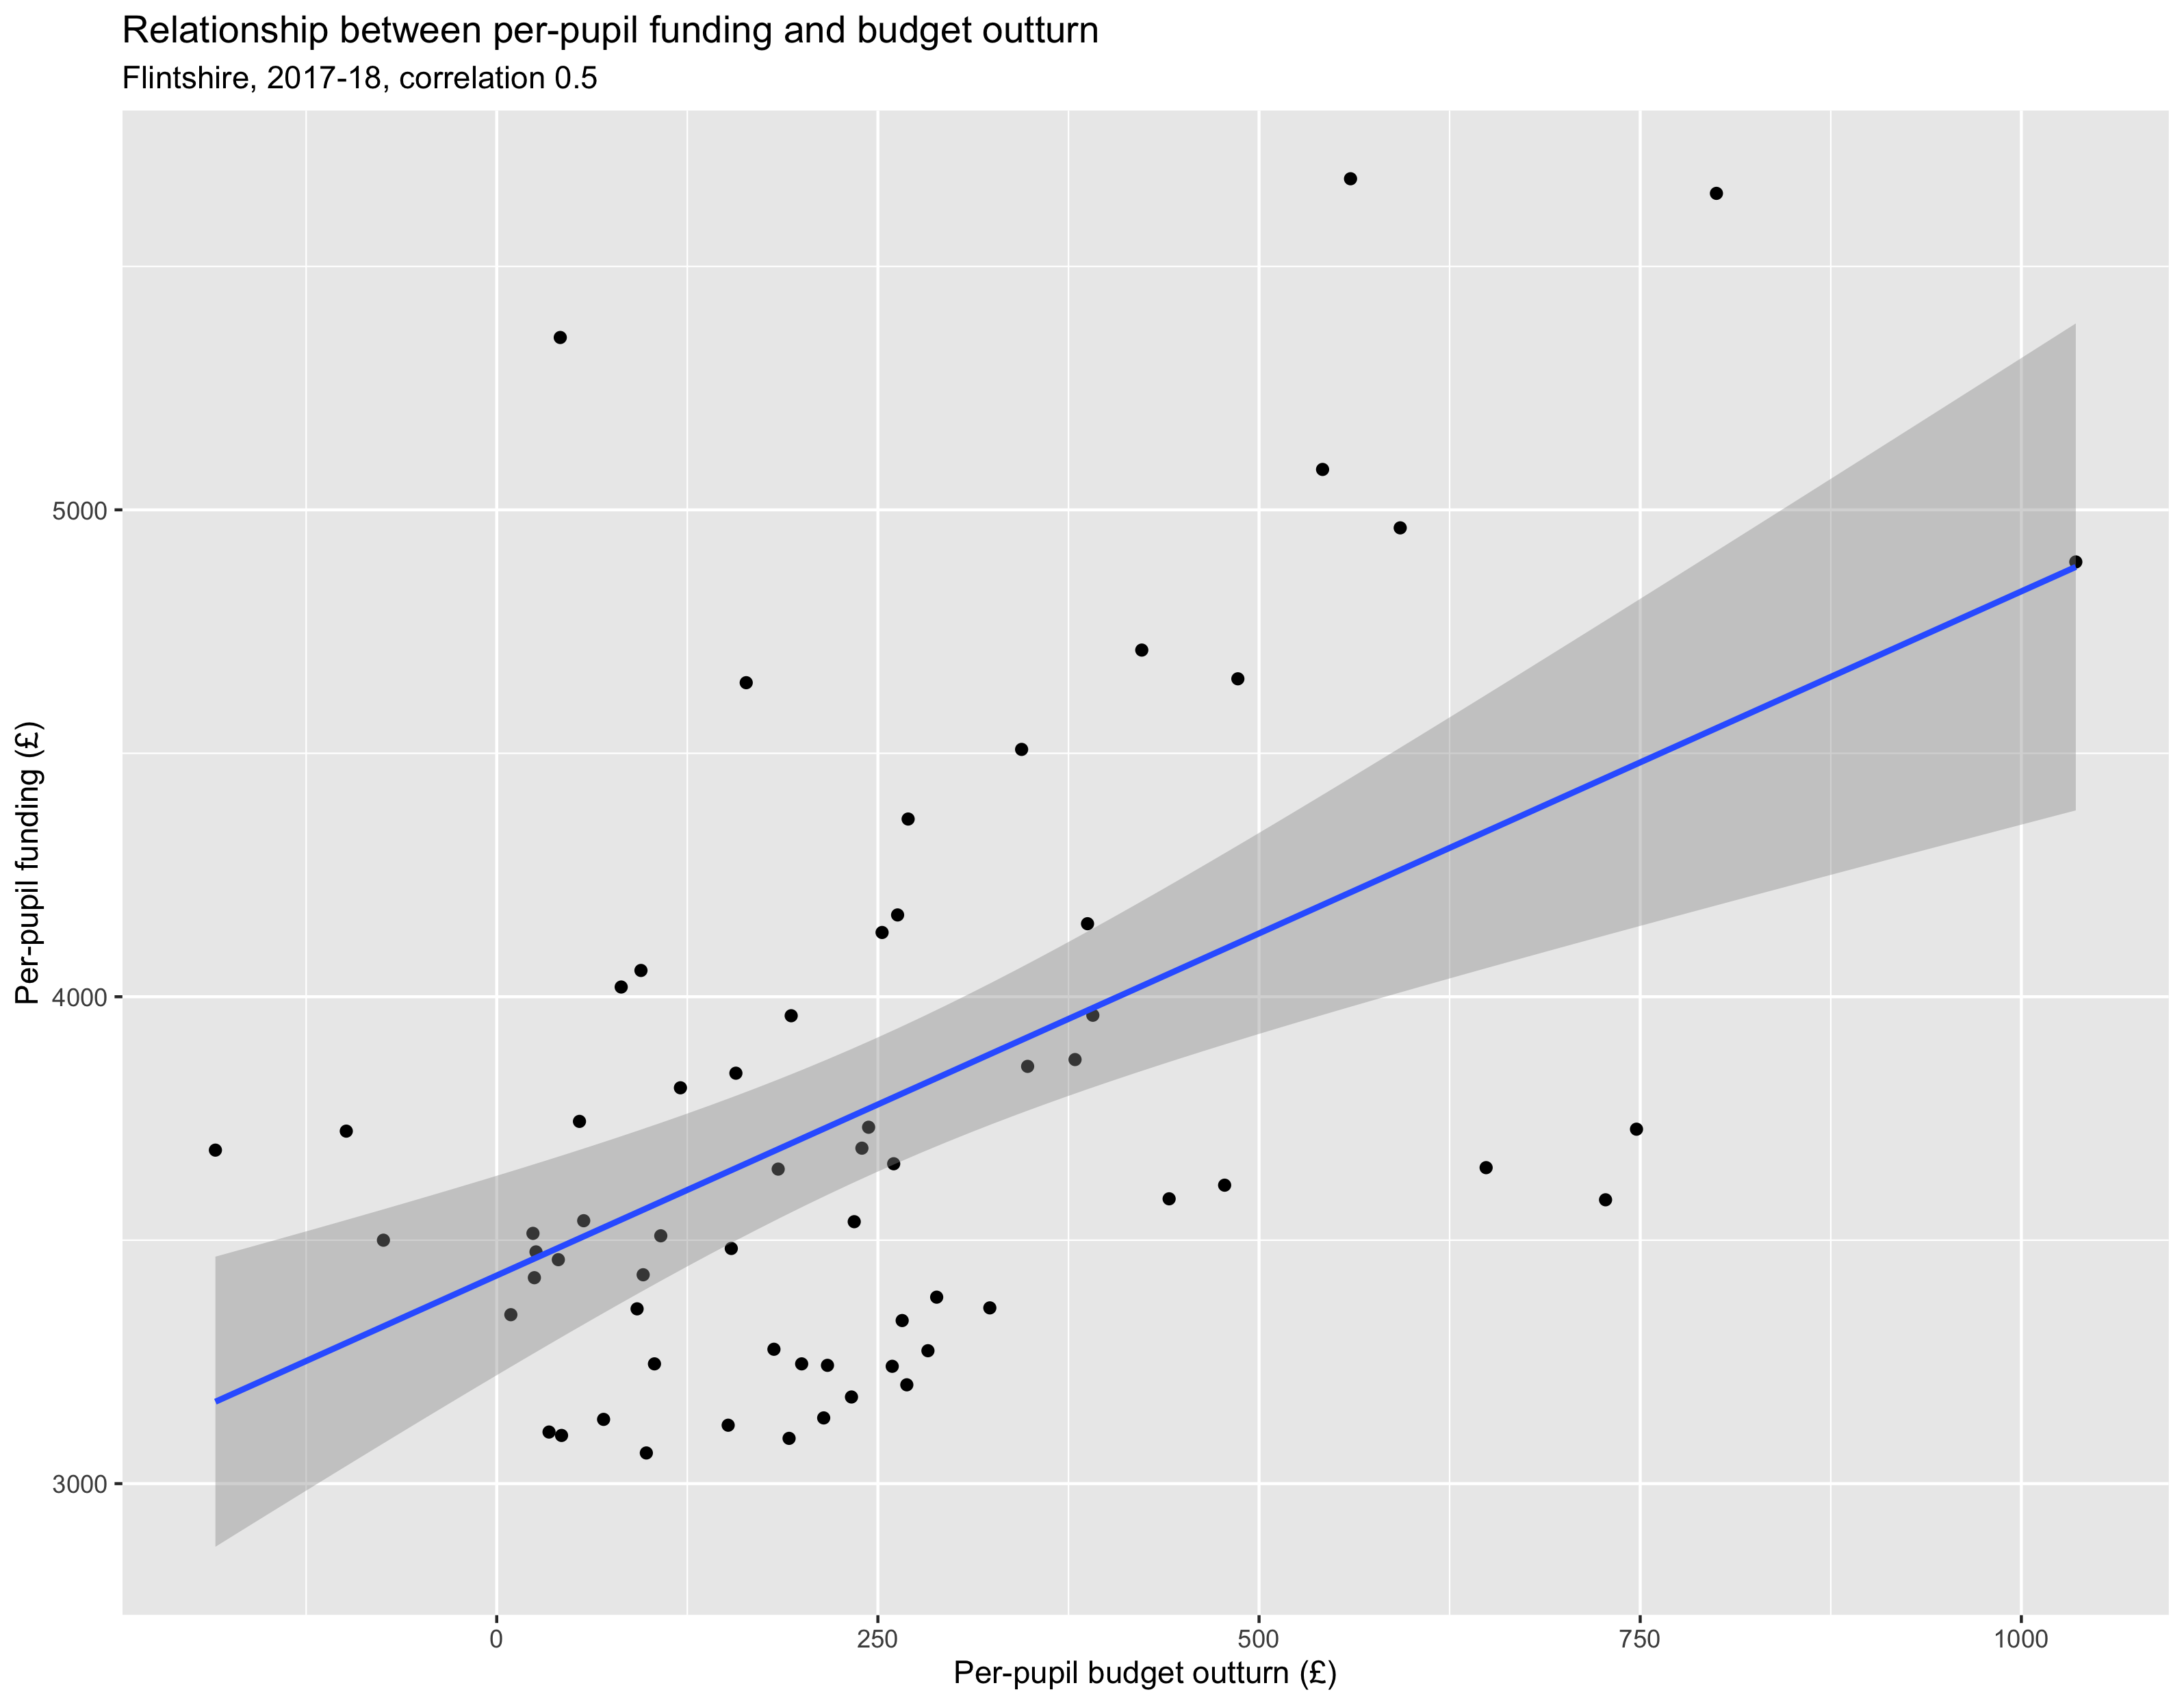 Relationship between per-pupil funding and budget outturn
Flintshire, 2017-18, correlation 0.5
Per-pupil funding (£)
5000
4000
3000
0 250 500 750 1000
Per-pupil budget outturn (£)